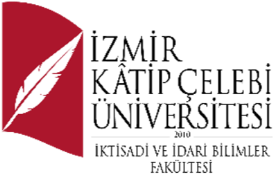 İZMİR
KÂTİP ÇELEBİ
ÜNİVERSİTESİ
2010
İKTİSADİ VE İDARİ BİLİMLER
FAKÜLTESİ